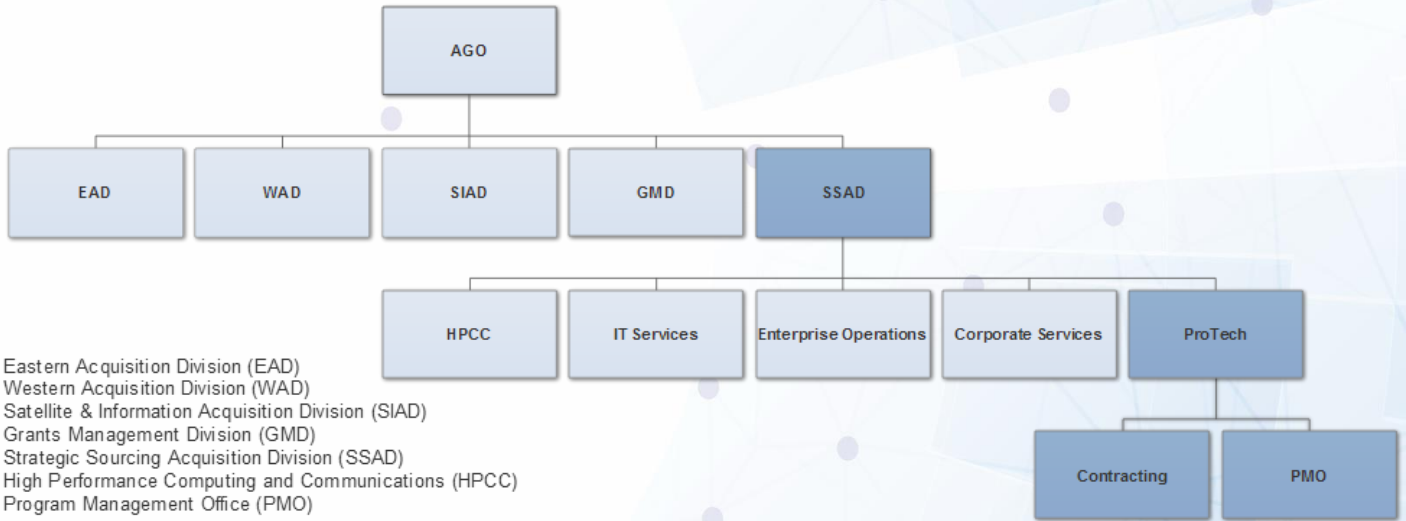 AGO
EAD
WAD
SIAD
GMD
SSAD
HPCC
IT Services
Enterprise Operations
Corporate Services
ProTech
Contracting
PMO
Eastern Acquisition Division (EAD)
Western Acquisition Division (WAD)
Satellite & Information Acquisition Division (SIAD)
Grants Management Division (GMD)
Strategic Sourcing Acquisition Division (SSAD)
High Performance Computing and Communications (HPCC)
Program Management Office (PMO)